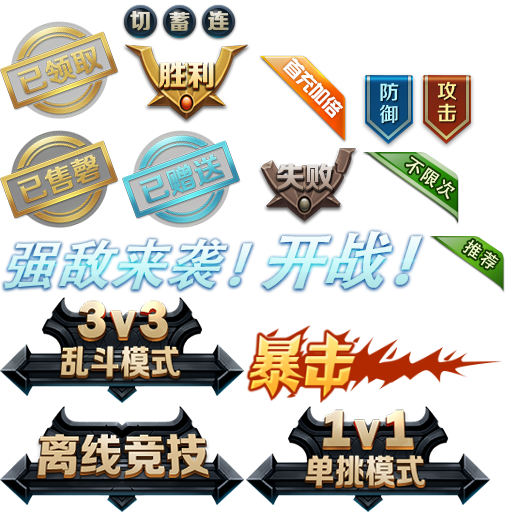 切 蓄 连
已领取
胜利
首充加倍
防御
攻击
已售罄
已赠送
失败
不限次
强敌来袭!
开战!
推荐
3v3
乱斗模式
暴击
离线竞技
1v1
单挑模式